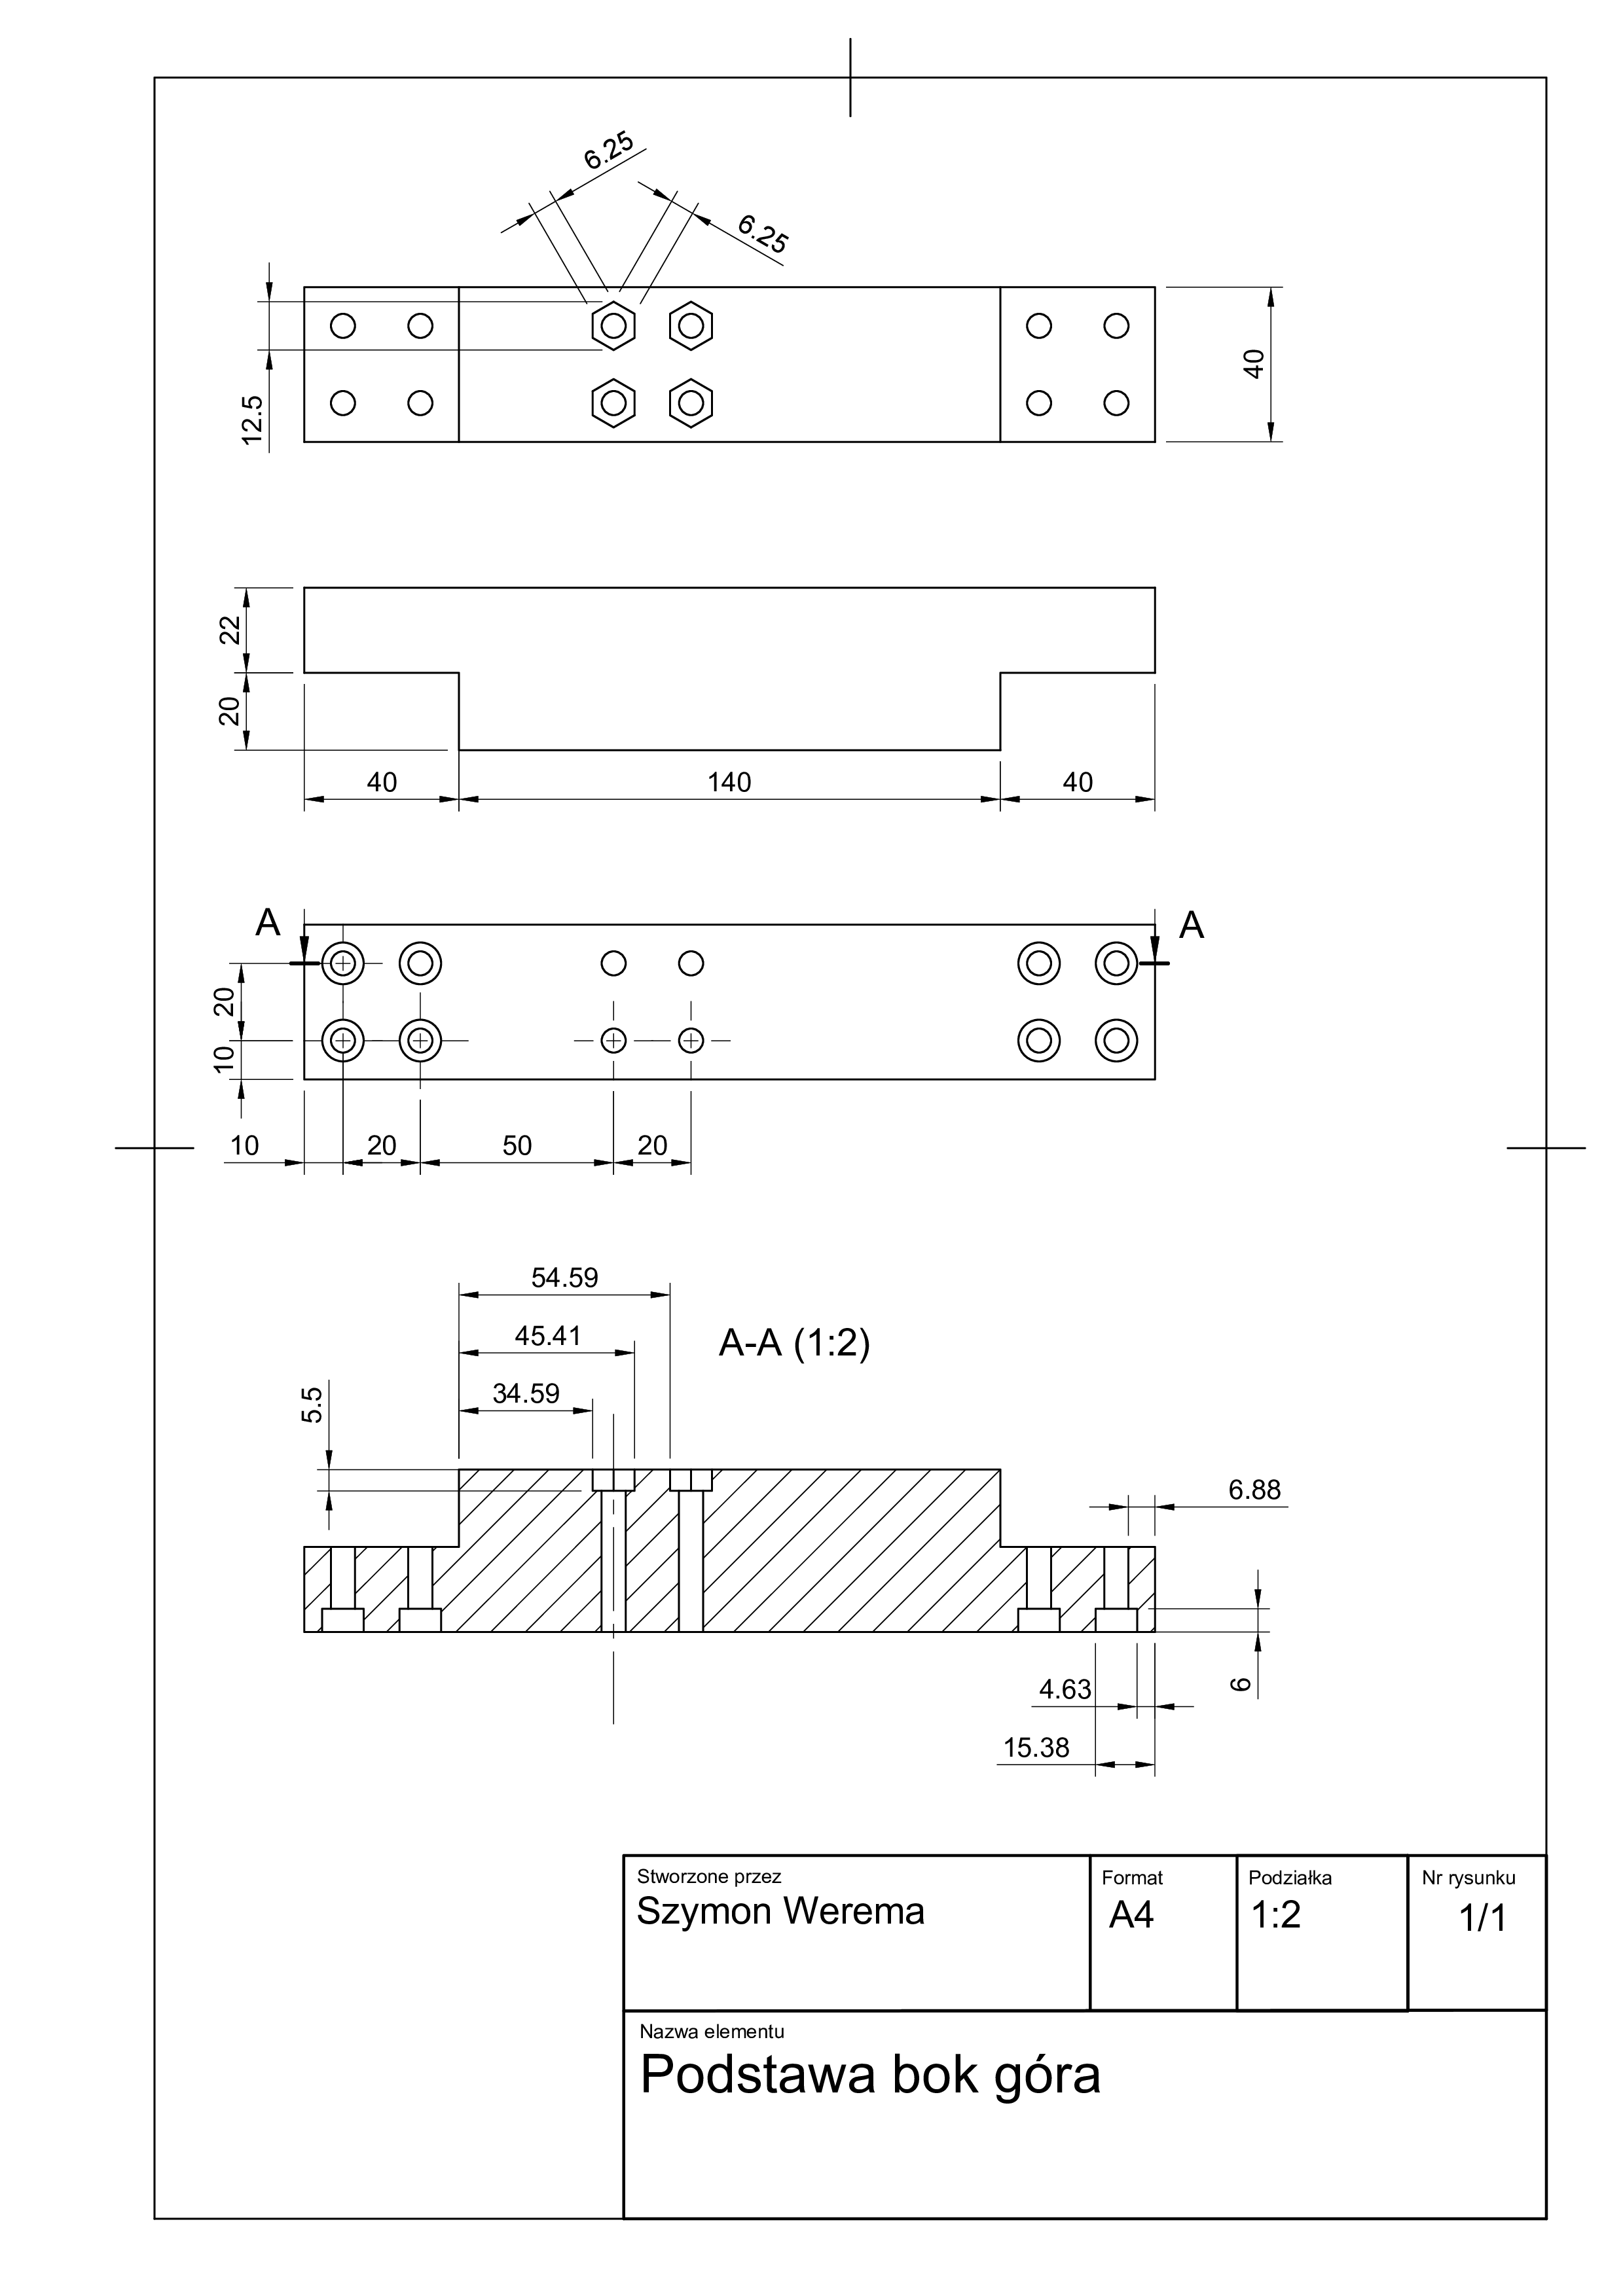 6.25
6.25
12.5
40
22
20
40
140
40
A
A
20
10
10
20
50
20
54.59
45.41
A-A (1:2)
34.59
5.5
6.88
4.63
6
15.38
Stworzone przez
Szymon Werema
Format
A4
Podziałka
1:2
Nr rysunku
1/1
Nazwa elementu
Podstawa bok góra